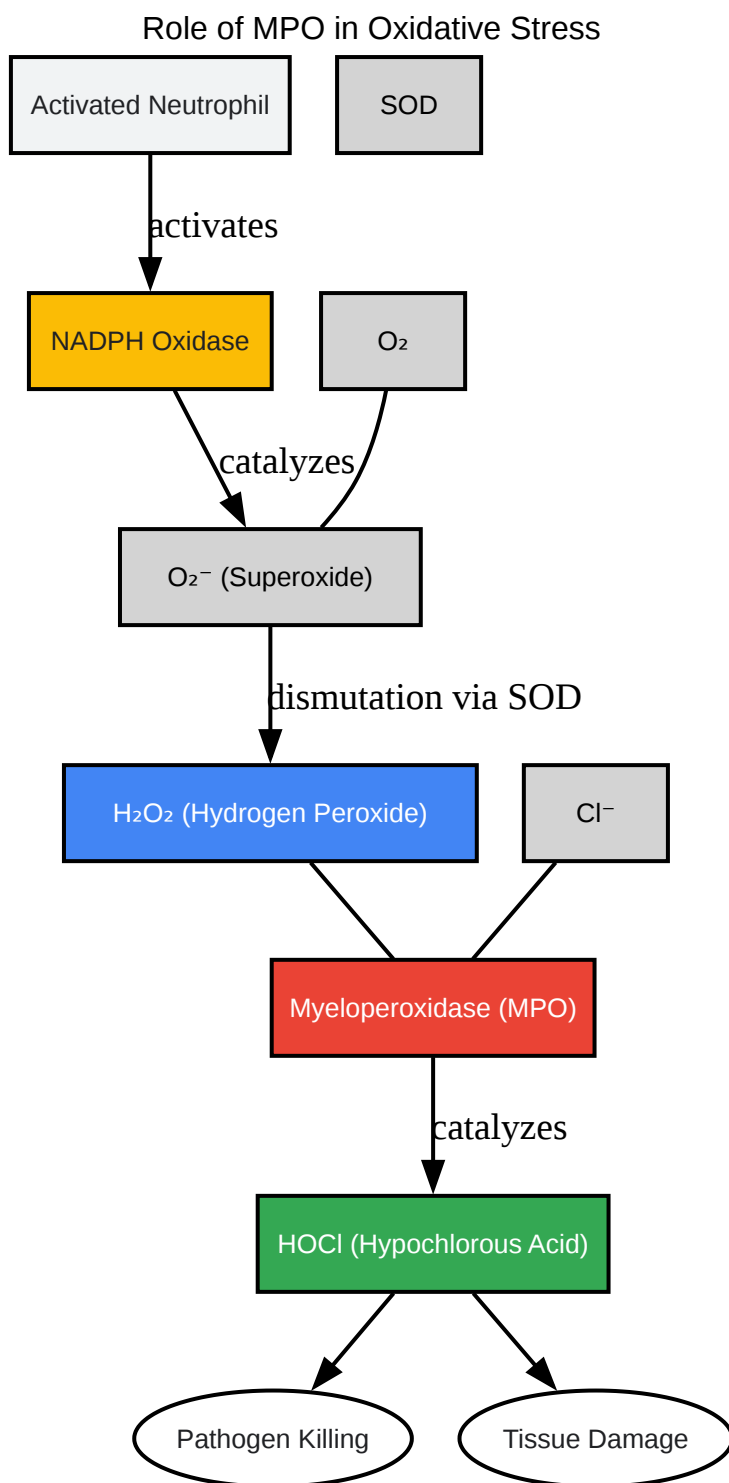 Role of MPO in Oxidative Stress
Activated Neutrophil
SOD
activates
NADPH Oxidase
O₂
catalyzes
O₂⁻ (Superoxide)
dismutation via SOD
H₂O₂ (Hydrogen Peroxide)
Cl⁻
Myeloperoxidase (MPO)
catalyzes
HOCl (Hypochlorous Acid)
Pathogen Killing
Tissue Damage